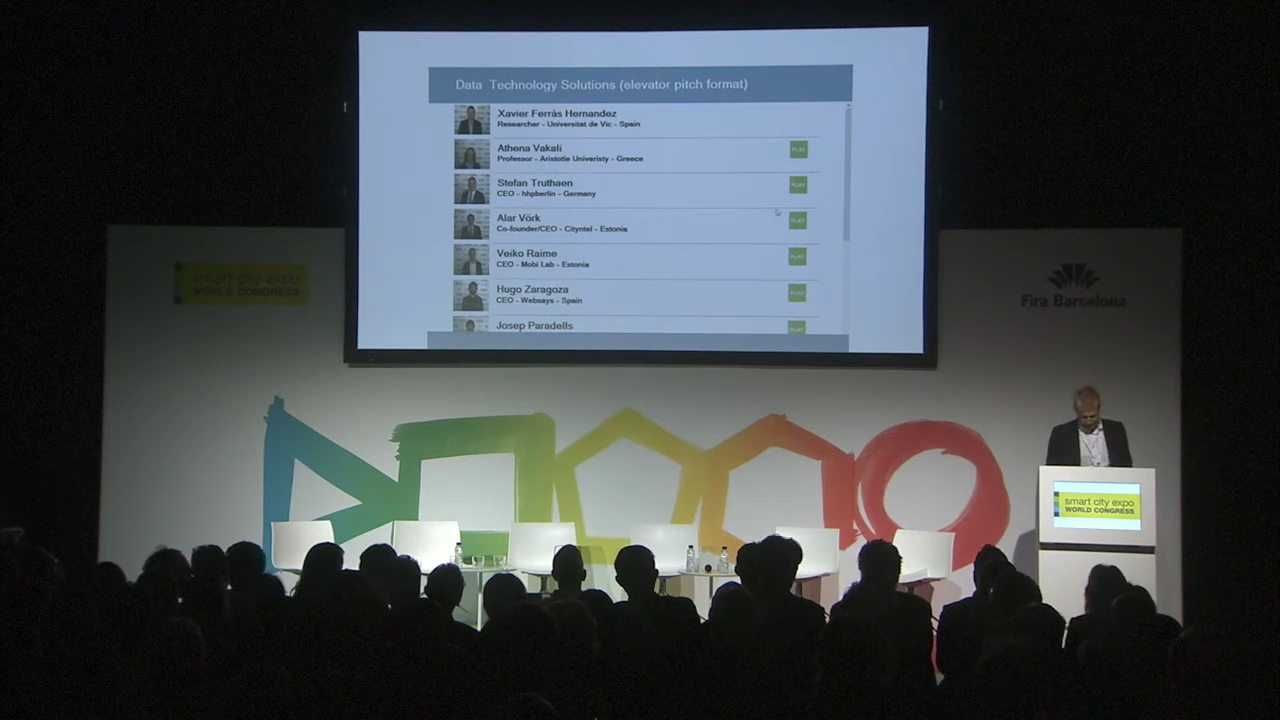 Data Technology Solutions (elevator pitch format)
Xavier Ferràs Hernandez
Researcher - Universitat de Vic - Spain
Athena Vakali
Professor - Aristotle Univeristy - Greece
PLAY
Stefan Truthaen
CEO - hhpberlin - Germany
PLAY
Alar Võrk
Co-founder/CEO - Cityntel - Estonia
PLAY
Veiko Raime
CEO - Mobi Lab - Estonia
PLAY
Hugo Zaragoza
CEO - Websays - Spain
PLAY
Josep Paradells
PLAY
smart city expo
WORLD CONGRESS
Fira Barcelona
smart city expo
WORLD CONGRESS